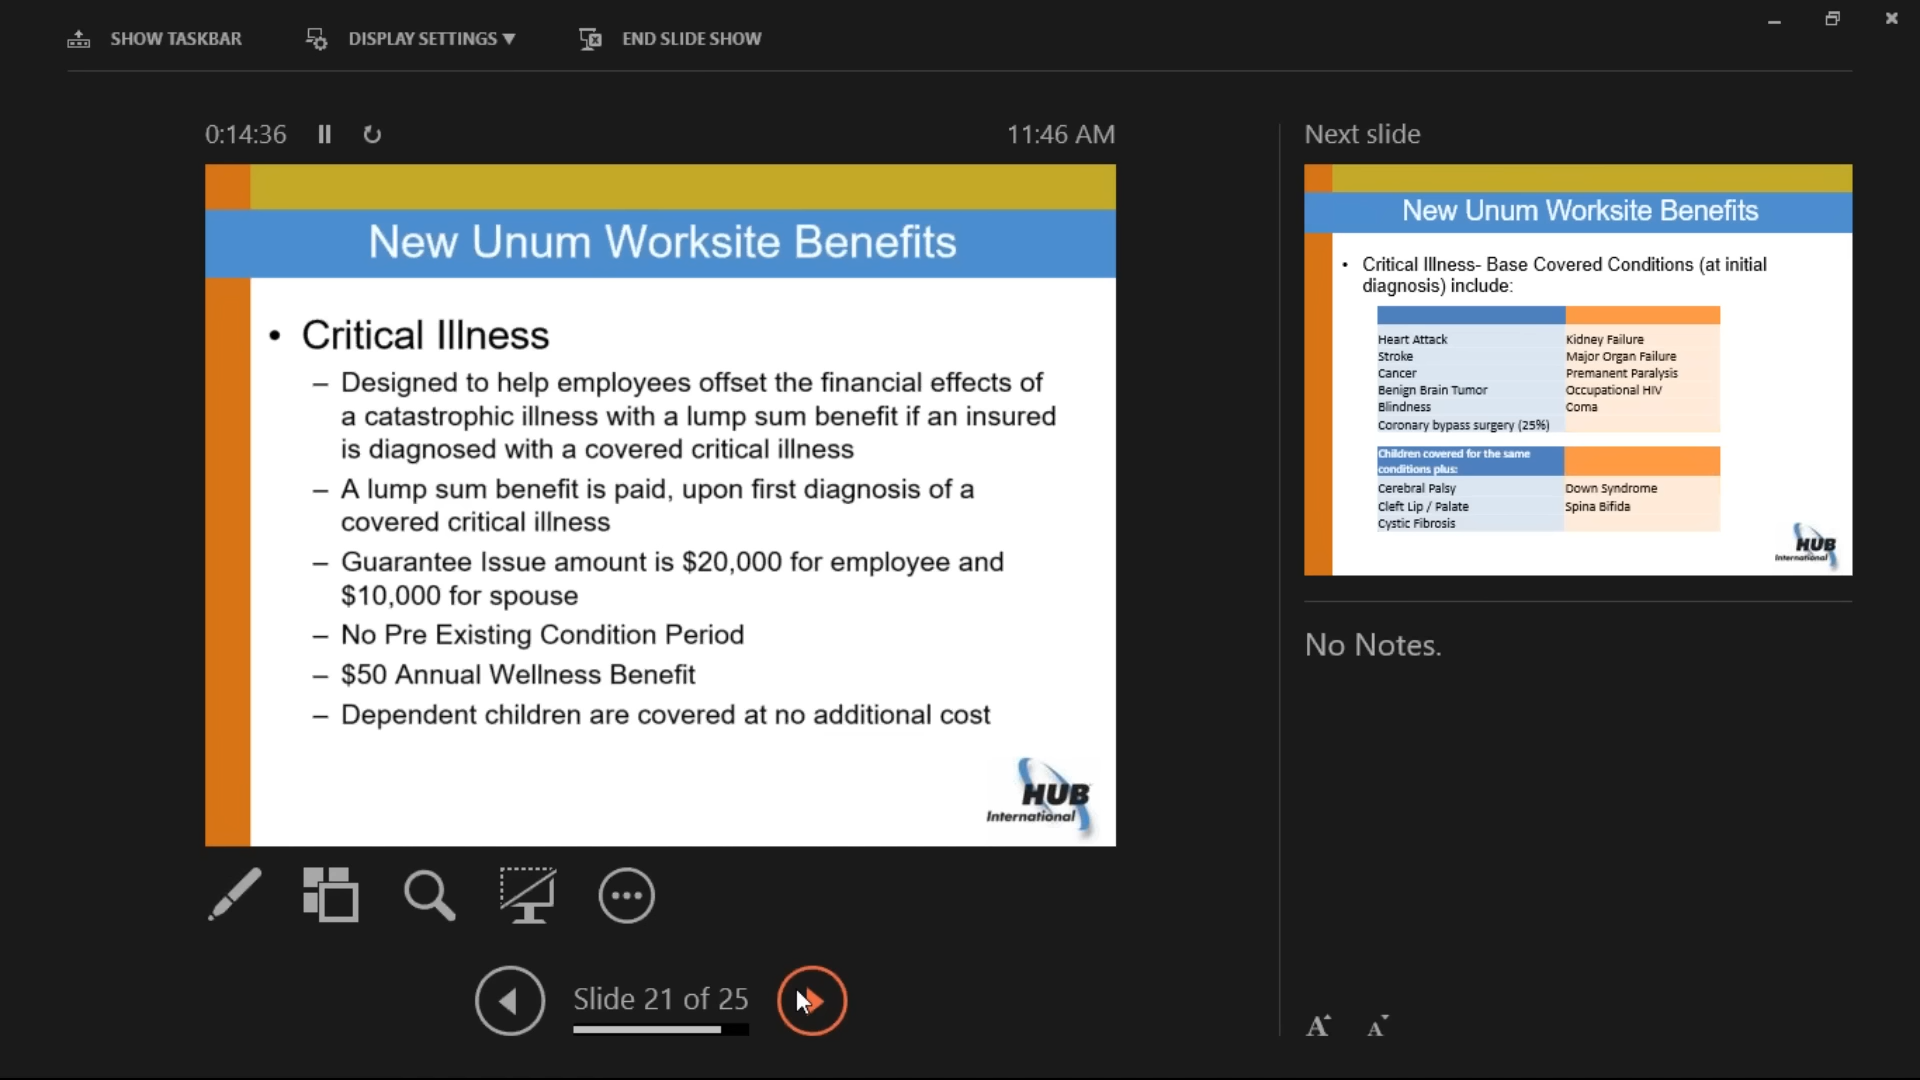 SHOW TASKBAR
DISPLAY SETTINGS ▼
END SLIDE SHOW
0:14:36
11:46 AM
New Unum Worksite Benefits
• Critical Illness
– Designed to help employees offset the financial effects of
a catastrophic illness with a lump sum benefit if an insured
is diagnosed with a covered critical illness
– A lump sum benefit is paid, upon first diagnosis of a
covered critical illness
– Guarantee Issue amount is $20,000 for employee and
$10,000 for spouse
– No Pre Existing Condition Period
– $50 Annual Wellness Benefit
– Dependent children are covered at no additional cost
HUB
International
Slide 21 of 25
Next slide
New Unum Worksite Benefits
• Critical Illness- Base Covered Conditions (at initial
diagnosis) include:
Heart Attack Kidney Failure
Stroke Major Organ Failure
Cancer Premanent Paralysis
Benign Brain Tumor Occupational HIV
Blindness Coma
Coronary bypass surgery (25%)
Children covered for the same
conditions plus:
Cerebral Palsy Down Syndrome
Cleft Lip / Palate Spina Bifida
Cystic Fibrosis
HUB
International
No Notes.
A A